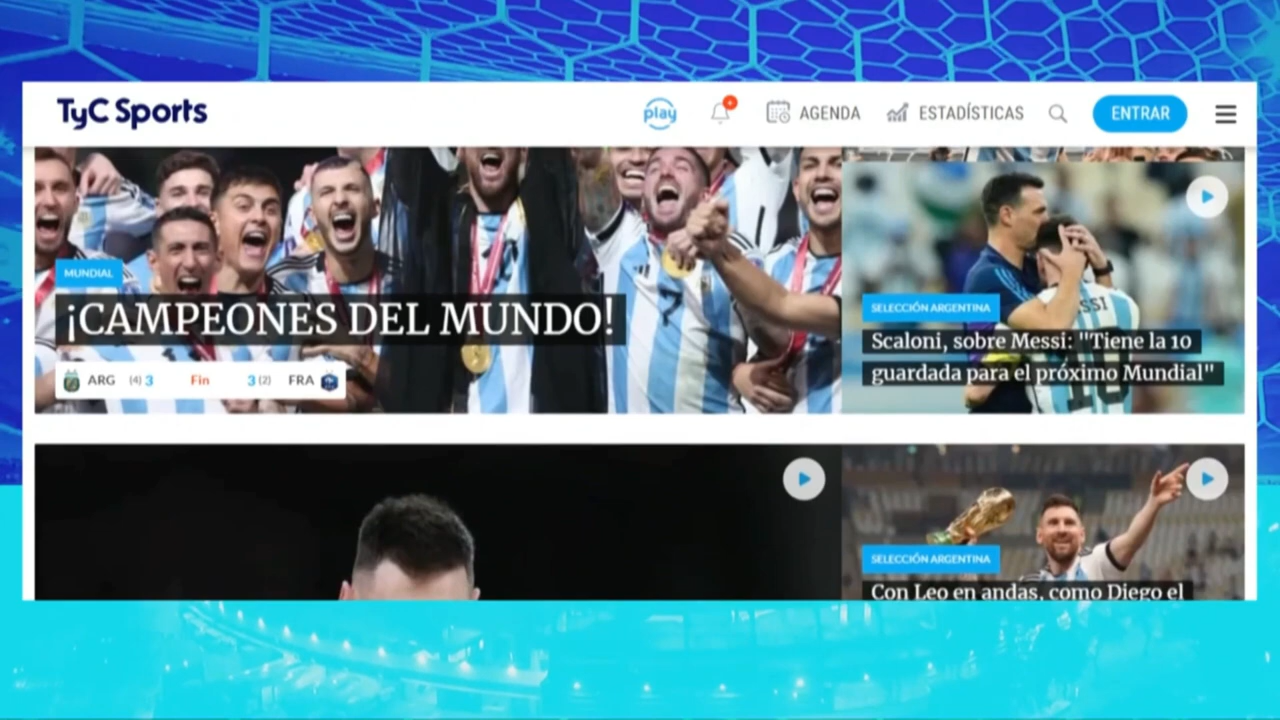 TyC Sports
play
AGENDA
ESTADÍSTICAS
ENTRAR
MUNDIAL
¡CAMPEONES DEL MUNDO!
ARG (4) 3 Fin 3 (2) FRA
7
SELECCIÓN ARGENTINA
Scaloni, sobre Messi: "Tiene la 10
guardada para el próximo Mundial"
10
SELECCIÓN ARGENTINA
Con Leo en andas, como Diego el